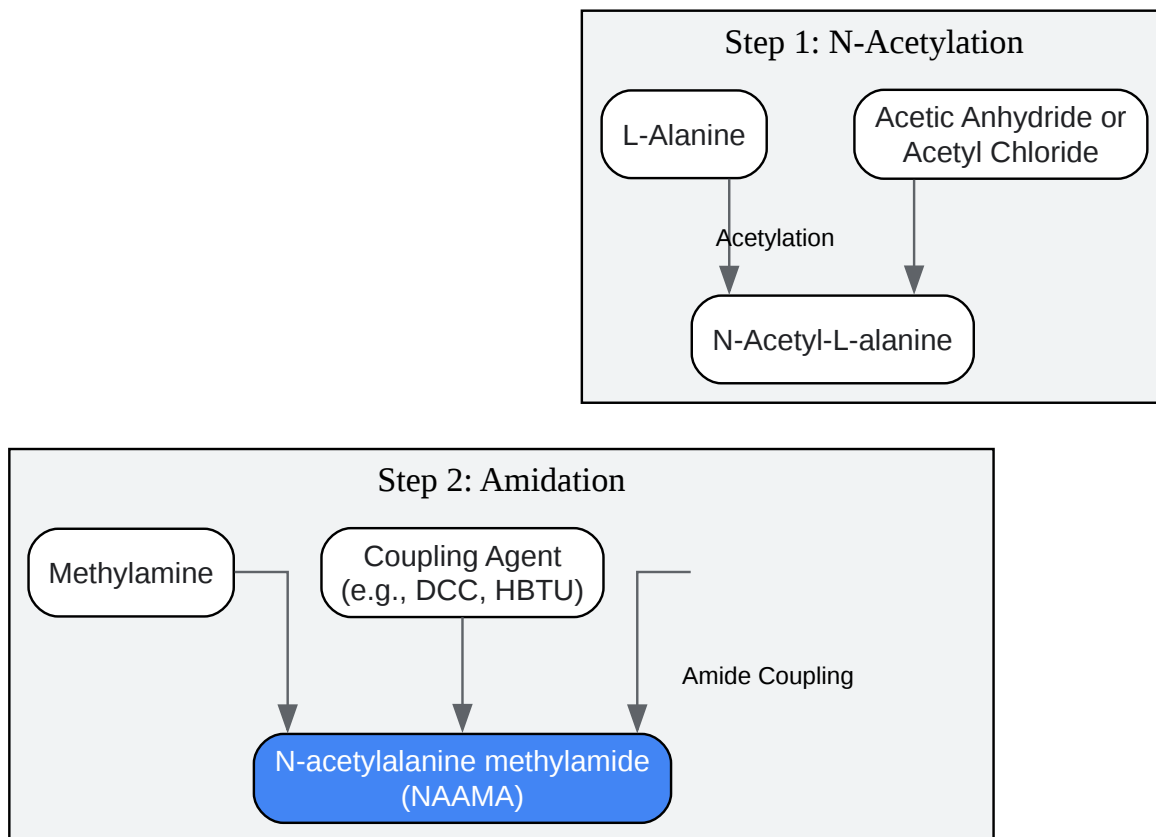 Step 1: N-Acetylation
L-Alanine
Acetic Anhydride or
Acetyl Chloride
Acetylation
N-Acetyl-L-alanine
Step 2: Amidation
Methylamine
Coupling Agent
(e.g., DCC, HBTU)
Amide Coupling
N-acetylalanine methylamide
(NAAMA)